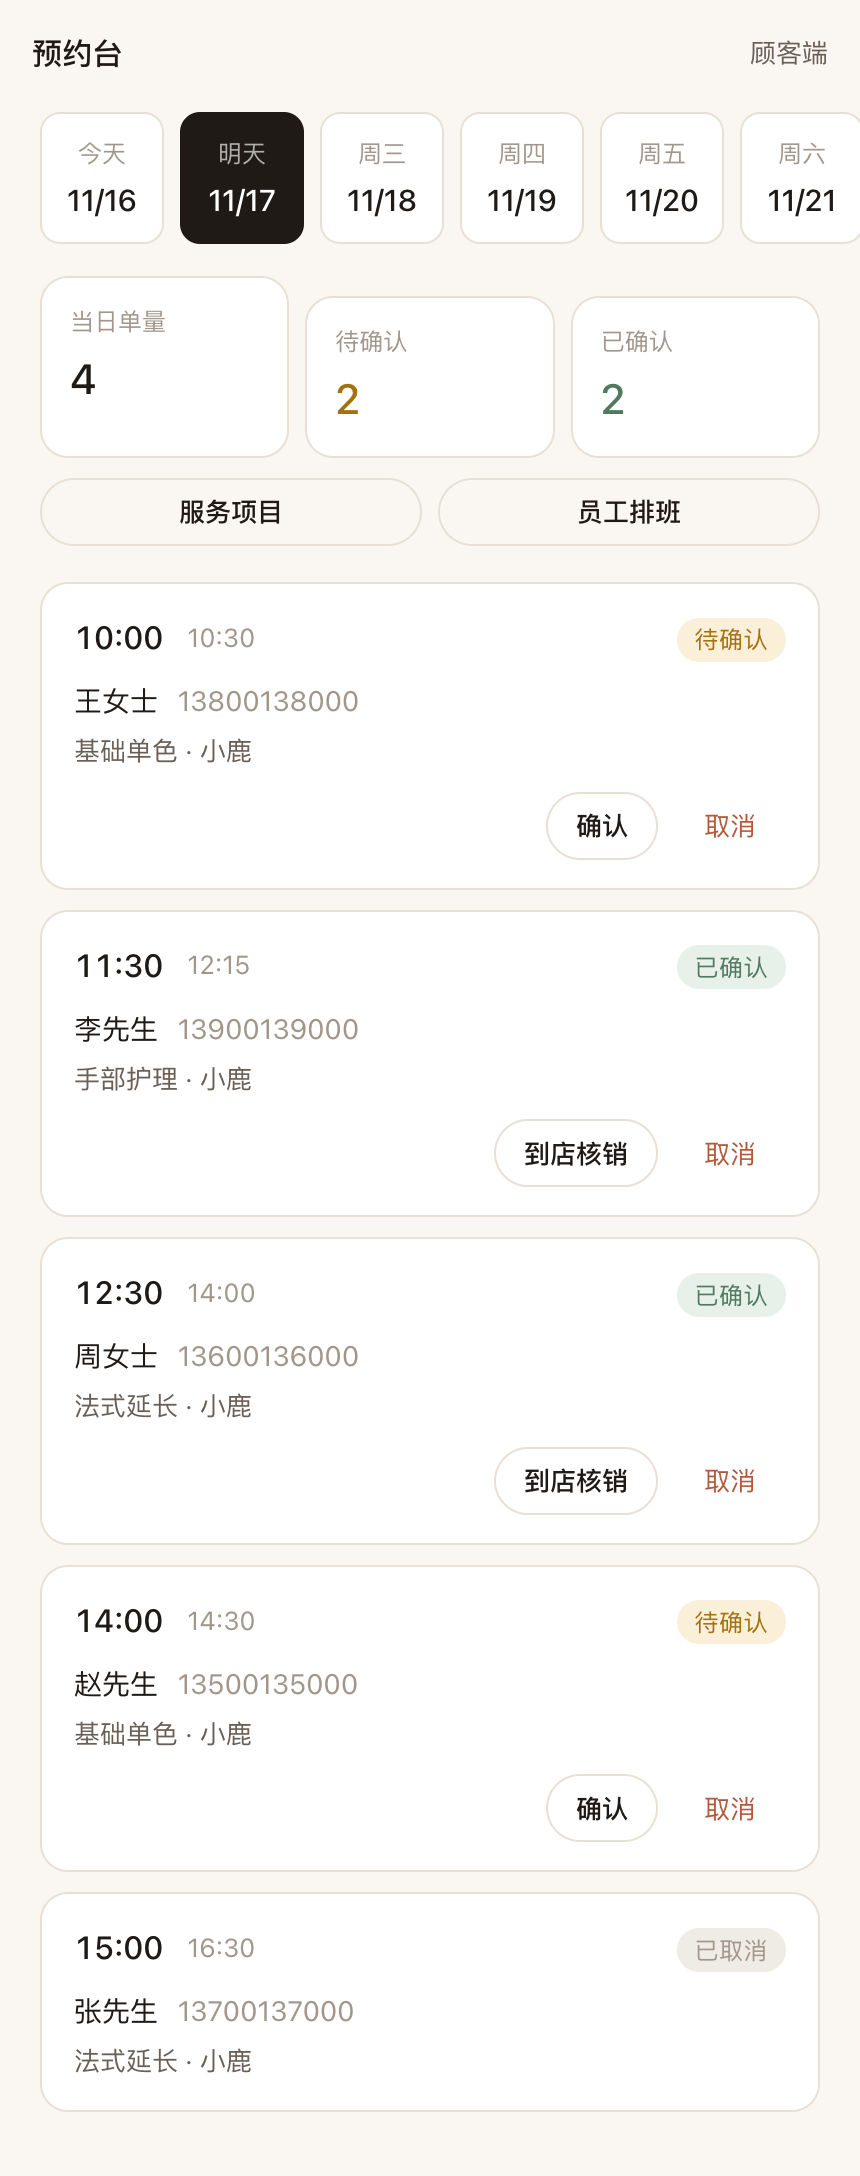 预约台 顾客端
今天 明天 周三 周四 周五 周六
11/16 11/17 11/18 11/19 11/20 11/21
当日单量 待确认 已确认
4 2 2
服务项目 员工排班
10:00 10:30 待确认
王女士 13800138000
基础单色 · 小鹿
确认 取消
11:30 12:15 已确认
李先生 13900139000
手部护理 · 小鹿
到店核销 取消
12:30 14:00 已确认
周女士 13600136000
法式延长 · 小鹿
到店核销 取消
14:00 14:30 待确认
赵先生 13500135000
基础单色 · 小鹿
确认 取消
15:00 16:30 已取消
张先生 13700137000
法式延长 · 小鹿